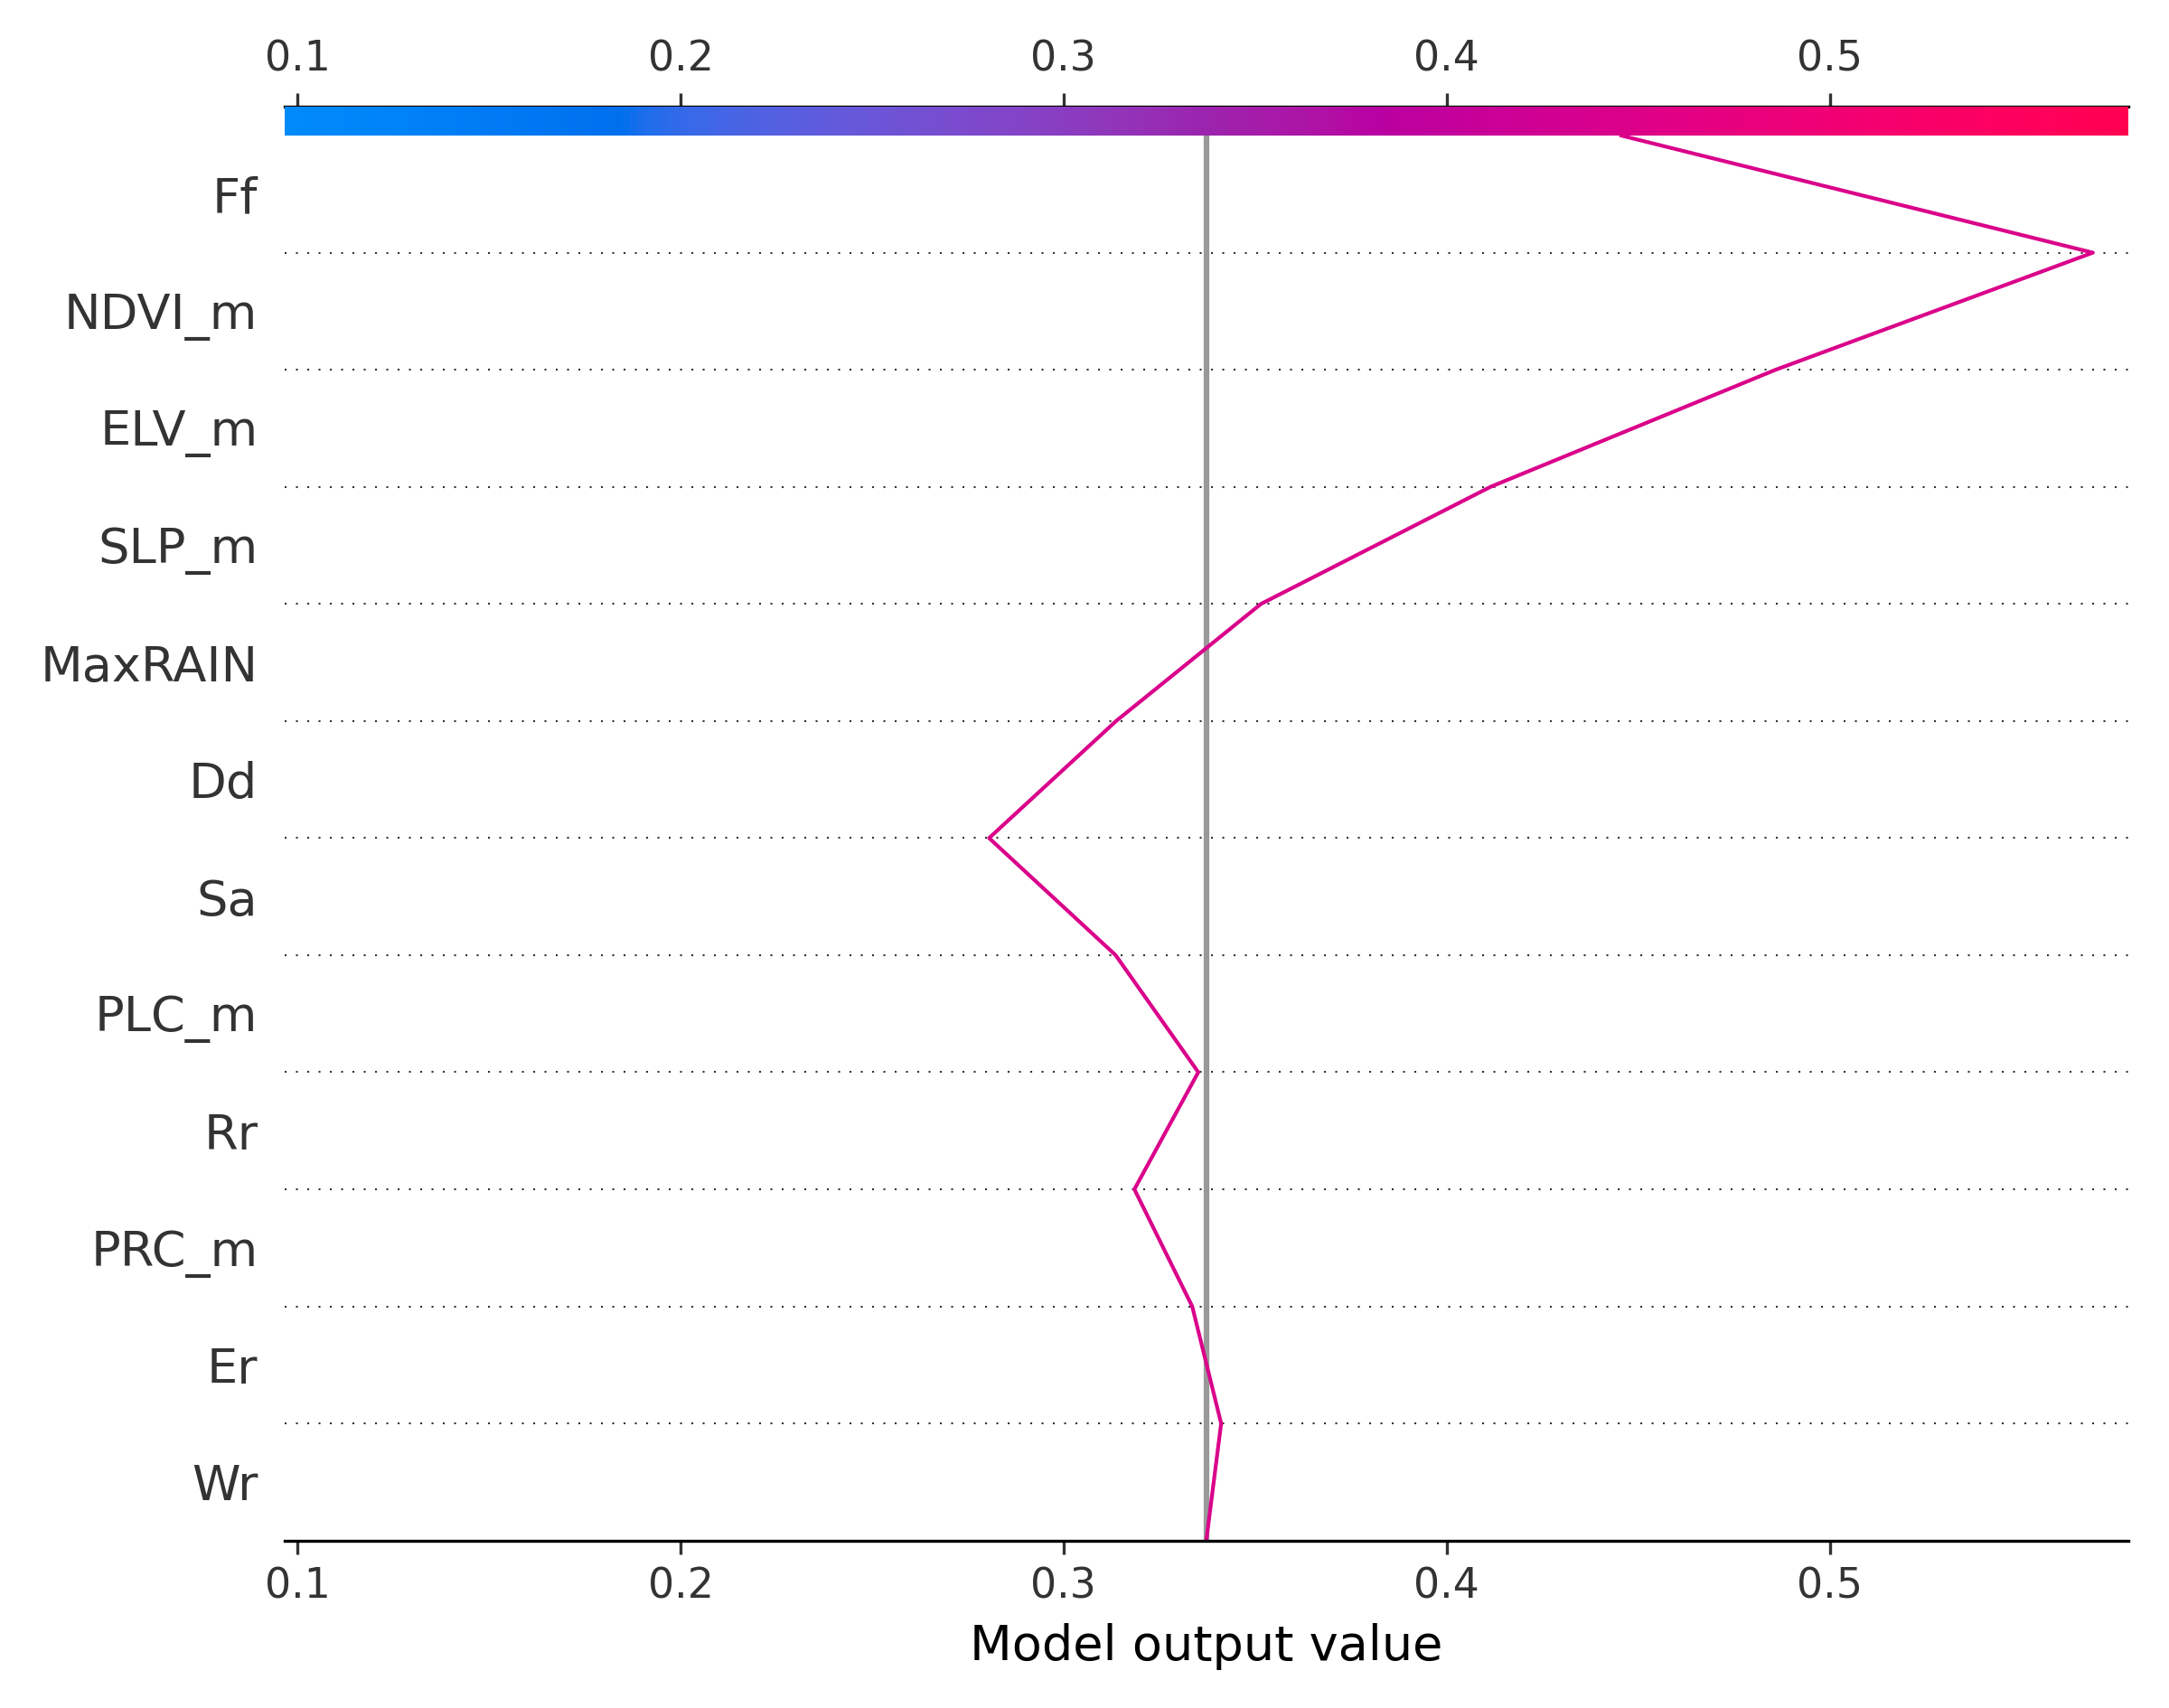 0.1 0.2 0.3 0.4 0.5
Ff
NDVI_m
ELV_m
SLP_m
MaxRAIN
Dd
Sa
PLC_m
Rr
PRC_m
Er
Wr
0.1 0.2 0.3 0.4 0.5
Model output value